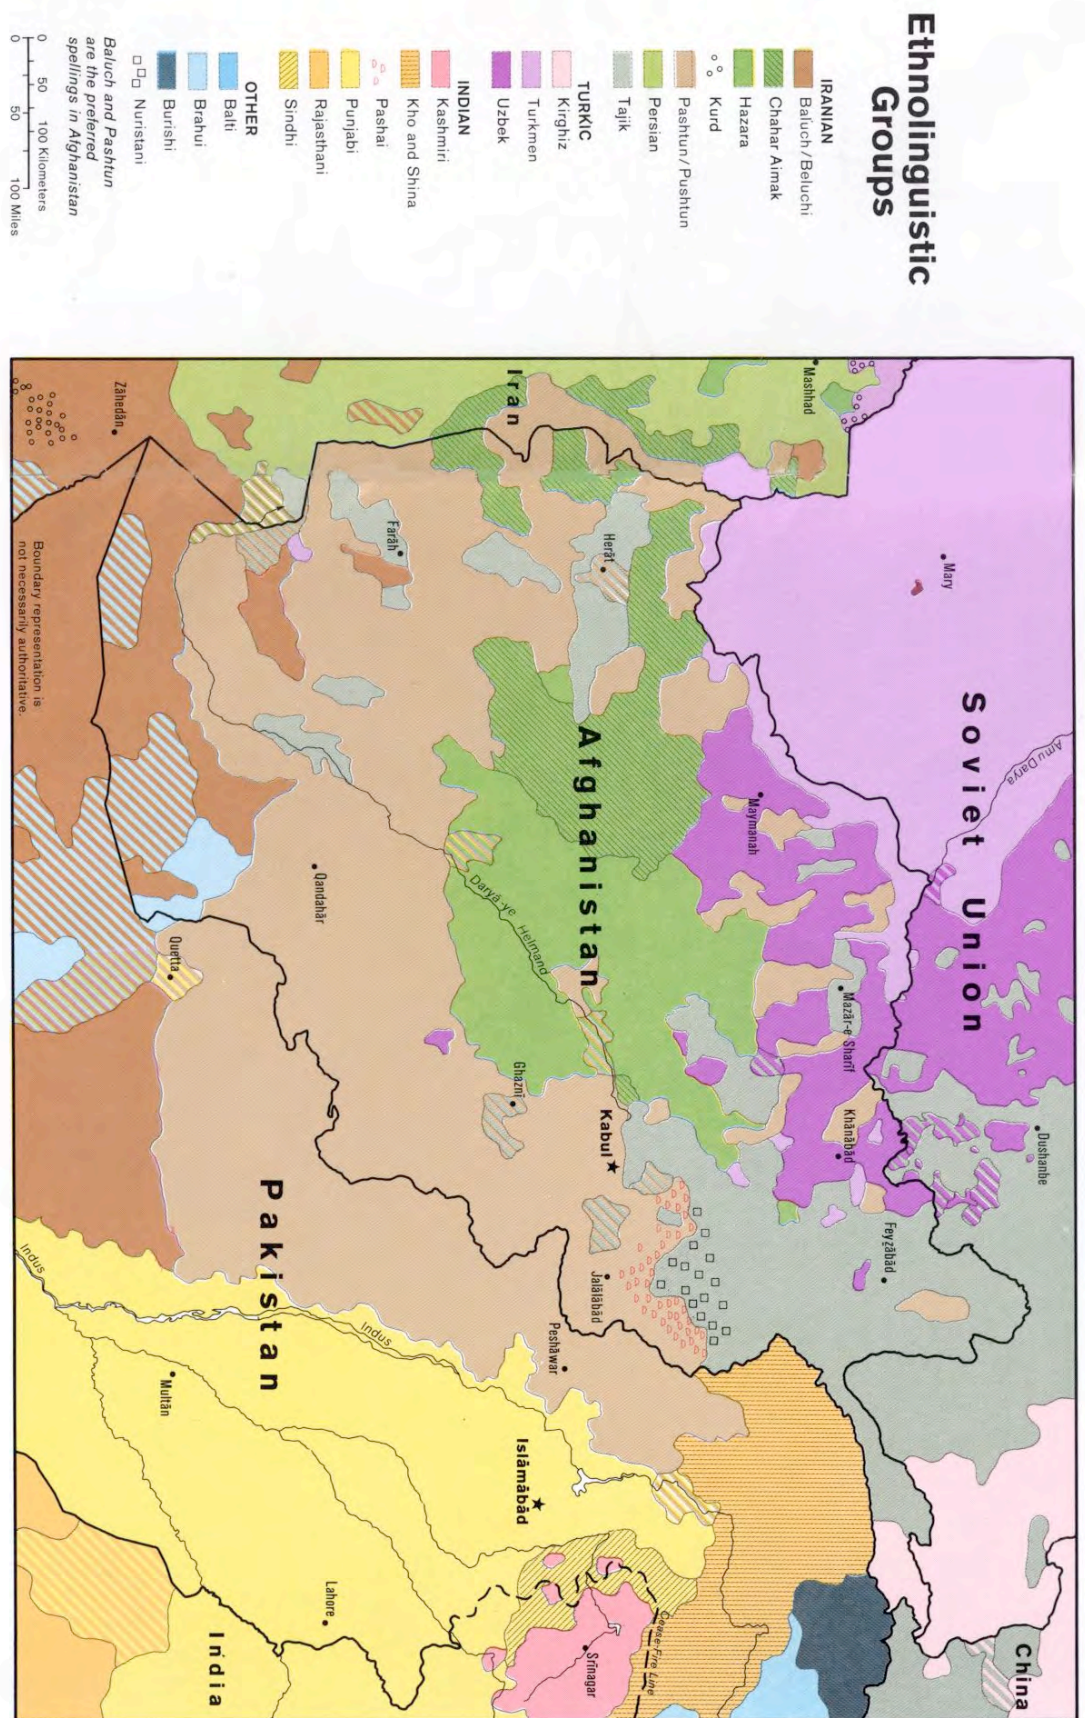 Ethnolinguistic
Groups
IRANIAN
Baluch/Beluchi
Chahar Aimak
Hazara
Kurd
Pashtun/Pushtun
Persian
Tajik
TURKIC
Kirghiz
Turkmen
Uzbek
INDIAN
Kashmiri
Kho and Shina
Pashai
Punjabi
Rajasthani
Sindhi
OTHER
Balti
Brahui
Burishi
Nuristani
Baluch and Pashtun
are the preferred
spellings in Afghanistan
0 50 100 Kilometers
0 50 100 Miles
Soviet Union
Amu Darya
Mary
Dushanbe
China
Mashhad
Iran
Maymanah
Mazār-e Sharīf
Khānābād
Feyẕābād
Herāt
Afghanistan
Daryā-ye Helmand
Kabul
Jalālābād
Ghaznī
Farāh
Qandahār
Peshāwar
Islāmābād
Cease-Fire Line
Srīnagar
Zāhedān
Quetta
Pakistan
Indus
Indus
Multān
Lahore
India
Boundary representation is
not necessarily authoritative.